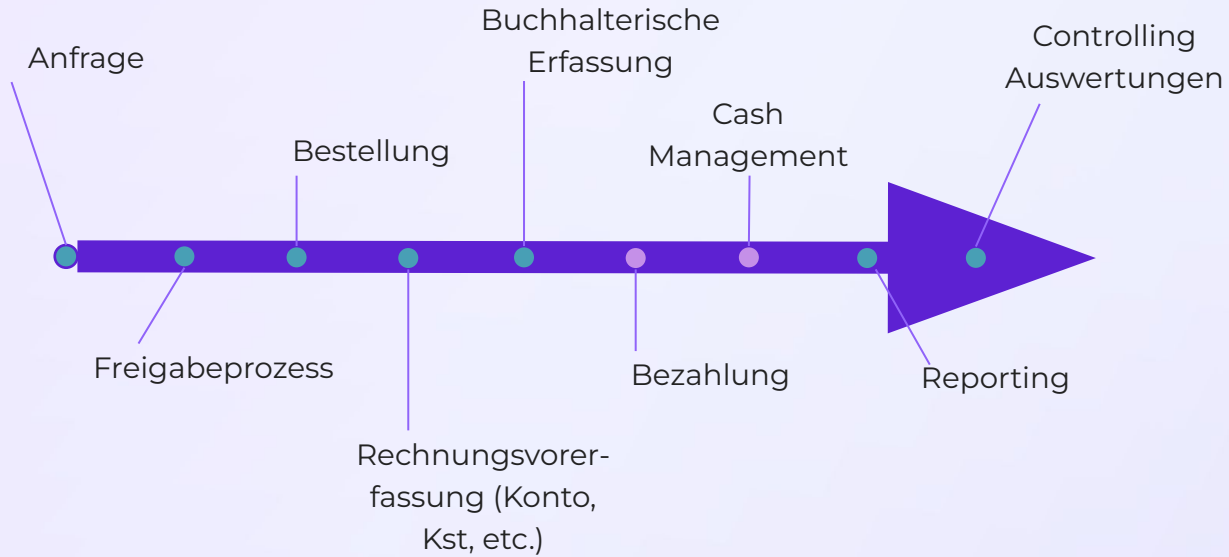 Anfrage
Freigabeprozess
Bestellung
Rechnungsvorer-
fassung (Konto,
Kst, etc.)
Buchhalterische
Erfassung
Bezahlung
Cash
Management
Reporting
Controlling
Auswertungen